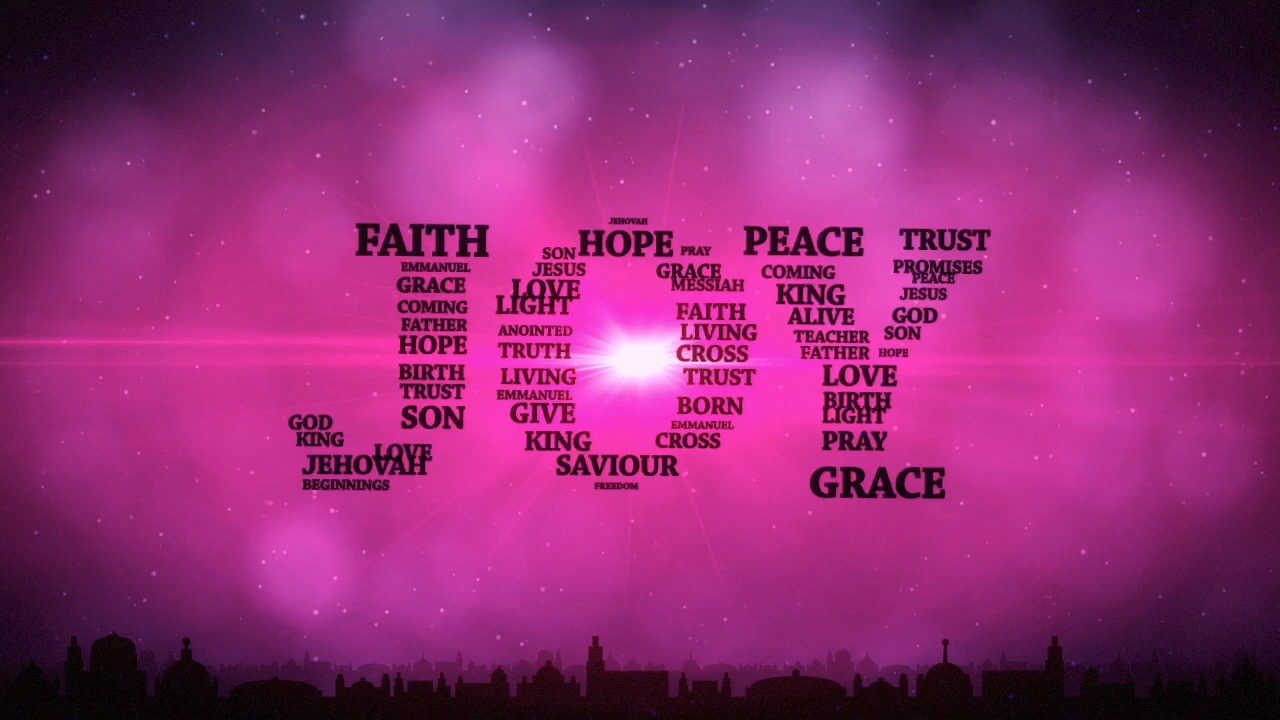 FAITH
EMMANUEL
GRACE
COMING
FATHER
HOPE
BIRTH
TRUST
SON
GOD
KING
LOVE
JEHOVAH
BEGINNINGS
JEHOVAH
HOPE
SON
PRAY
JESUS
GRACE
LOVE
MESSIAH
LIGHT
FAITH
ANOINTED
LIVING
TRUTH
CROSS
LIVING
TRUST
EMMANUEL
BORN
GIVE
EMMANUEL
KING
CROSS
SAVIOUR
FREEDOM
PEACE
TRUST
COMING
PROMISES
PEACE
KING
JESUS
ALIVE
GOD
TEACHER
SON
FATHER
HOPE
LOVE
BIRTH
LIGHT
PRAY
GRACE